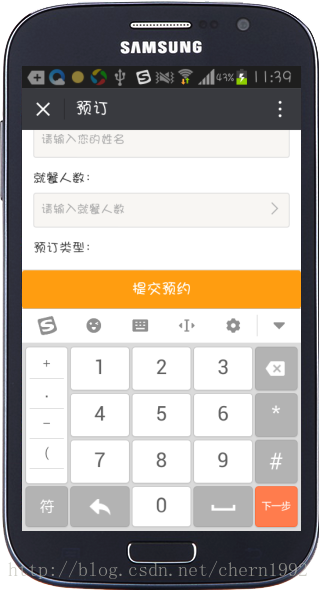 SAMSUNG
43% 11:39
预订
请输入您的姓名
就餐人数：
请输入就餐人数
预订类型：
提交预约
+ 1 2 3
. 4 5 6 *
- 7 8 9 #
(
符 0 下一步
http://blog.csdn.net/chern1992